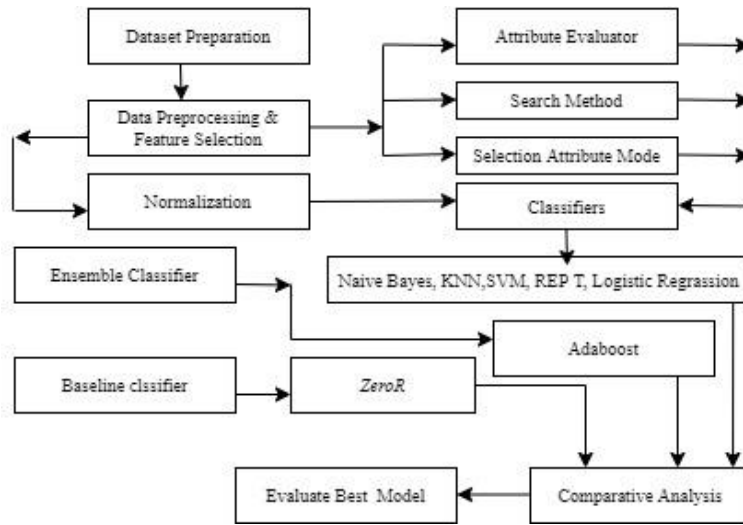 Dataset Preparation
Attribute Evaluator
Data Preprocessing &
Feature Selection
Search Method
Selection Attribute Mode
Normalization
Classifiers
Ensemble Classifier
Naive Bayes, KNN,SVM, REP T, Logistic Regrassion
Adaboost
Baseline clssifier
ZeroR
Evaluate Best Model
Comparative Analysis